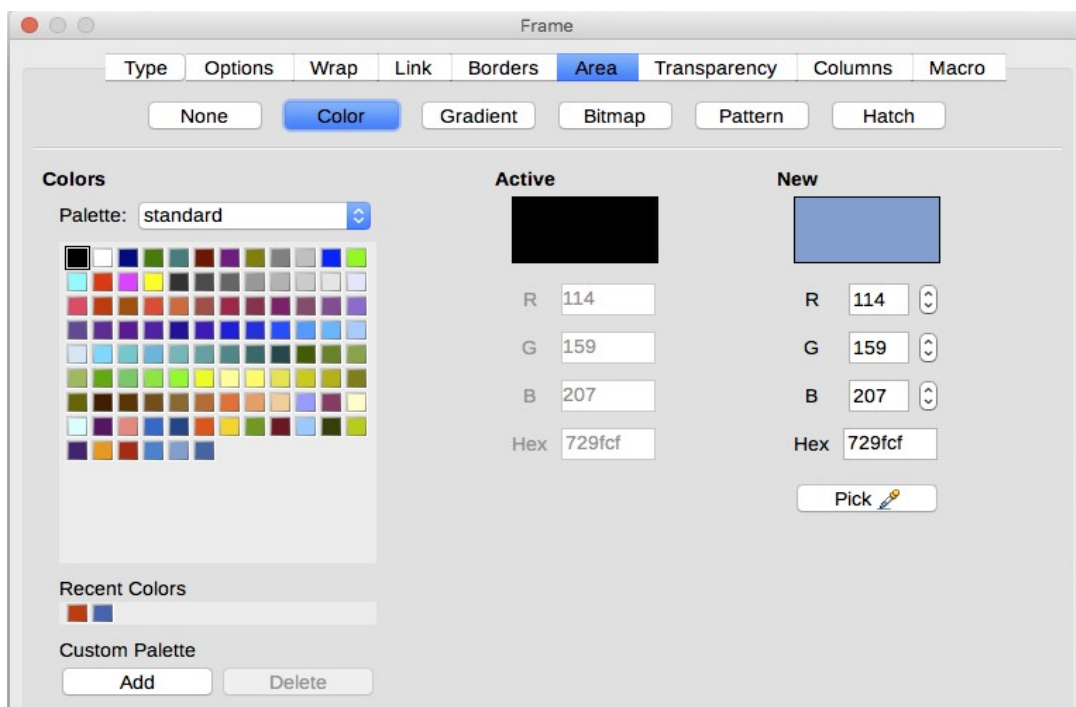 Frame
Type Options Wrap Link Borders Area Transparency Columns Macro
None Color Gradient Bitmap Pattern Hatch
Colors
Palette: standard
Recent Colors
Custom Palette
Add Delete
Active
R 114
G 159
B 207
Hex 729fcf
New
R 114
G 159
B 207
Hex 729fcf
Pick